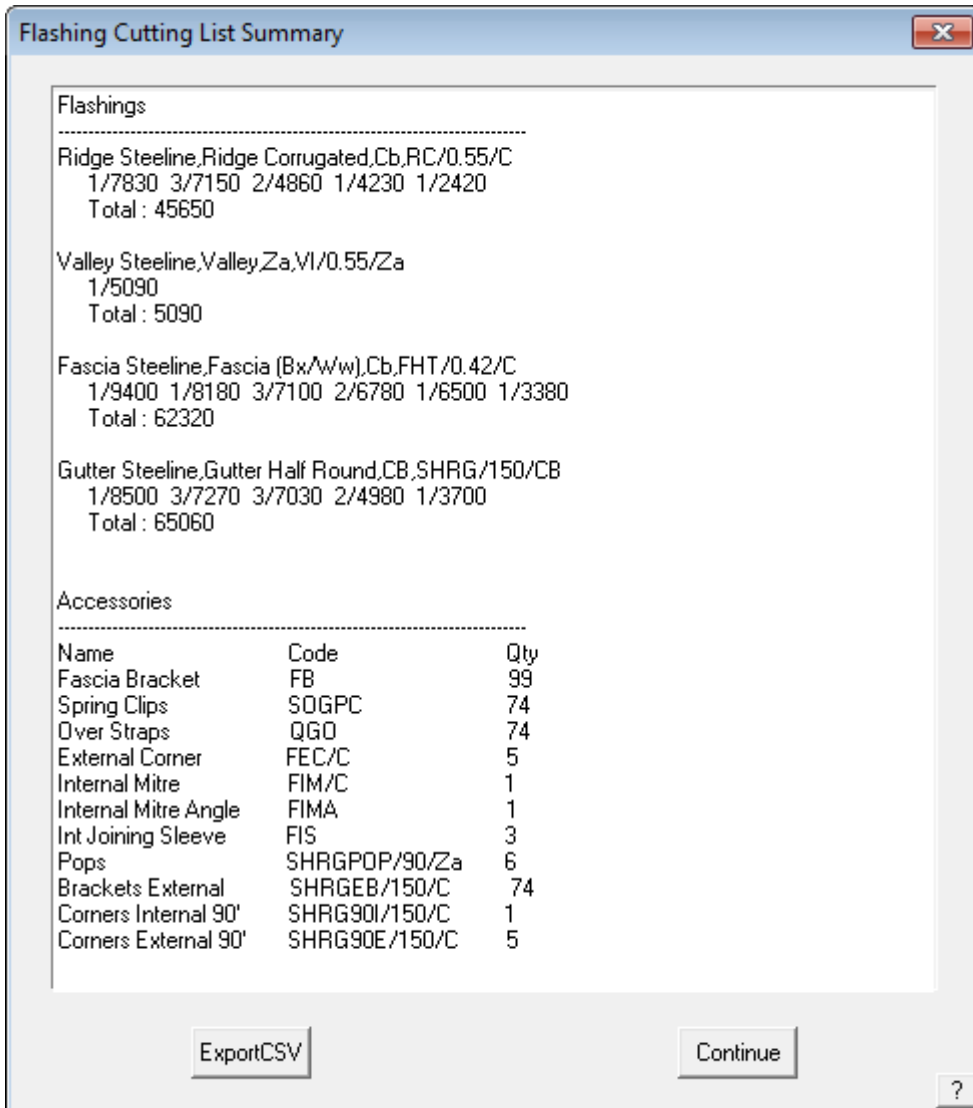 Flashing Cutting List Summary
Flashings
------------------------------------------------------------------------------
Ridge Steeline,Ridge Corrugated,Cb,RC/0.55/C
1/7830 3/7150 2/4860 1/4230 1/2420
Total : 45650
Valley Steeline,Valley,Za,VI/0.55/Za
1/5090
Total : 5090
Fascia Steeline,Fascia (Bx/Ww),Cb,FHT/0.42/C
1/9400 1/8180 3/7100 2/6780 1/6500 1/3380
Total : 62320
Gutter Steeline,Gutter Half Round,CB,SHRG/150/CB
1/8500 3/7270 3/7030 2/4980 1/3700
Total : 65060
Accessories
------------------------------------------------------------------------------
Name Code Qty
Fascia Bracket FB 99
Spring Clips SOGPC 74
Over Straps QGO 74
External Corner FEC/C 5
Internal Mitre FIM/C 1
Internal Mitre Angle FIMA 1
Int Joining Sleeve FIS 3
Pops SHRGPOP/90/Za 6
Brackets External SHRGEB/150/C 74
Corners Internal 90' SHRG90I/150/C 1
Corners External 90' SHRG90E/150/C 5
ExportCSV Continue
?